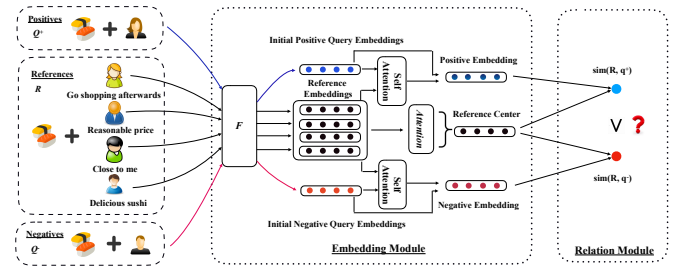 Positives
Q⁺
References
R
Go shopping afterwards
Reasonable price
Close to me
Delicious sushi
Negatives
Q⁻
F
Initial Positive Query Embeddings
Reference
Embeddings
Self
Attention
Positive Embedding
Attention
Reference Center
Self
Attention
Negative Embedding
Initial Negative Query Embeddings
Embedding Module
sim(R, q⁺)
∨ ?
sim(R, q⁻)
Relation Module